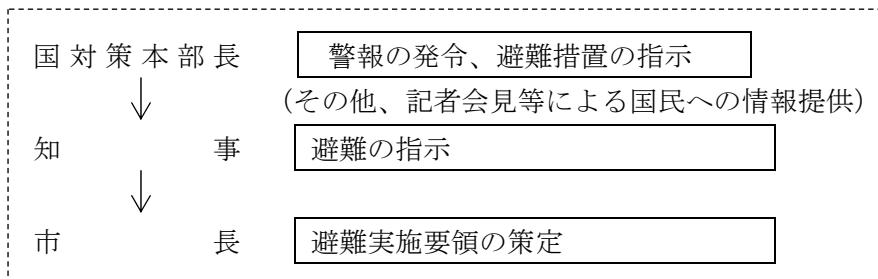 国対策本部長 警報の発令、避難措置の指示
（その他、記者会見等による国民への情報提供）
知事 避難の指示
市長 避難実施要領の策定